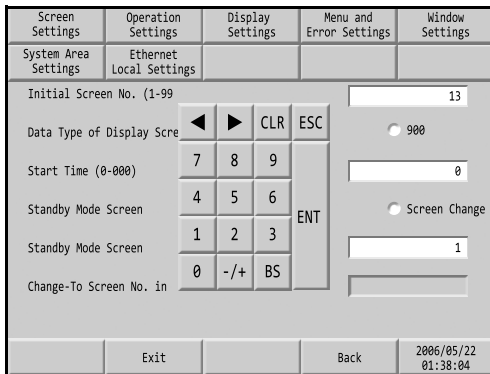 Screen Settings
Operation Settings
Display Settings
Menu and Error Settings
Window Settings
System Area Settings
Ethernet Local Settings
Initial Screen No. (1-99
13
Data Type of Display Scre
900
Start Time (0-000)
0
Standby Mode Screen
Screen Change
Standby Mode Screen
1
Change-To Screen No. in
◀ ▶ CLR ESC
7 8 9
4 5 6
ENT
1 2 3
0 -/+ BS
Exit
Back
2006/05/22
01:38:04